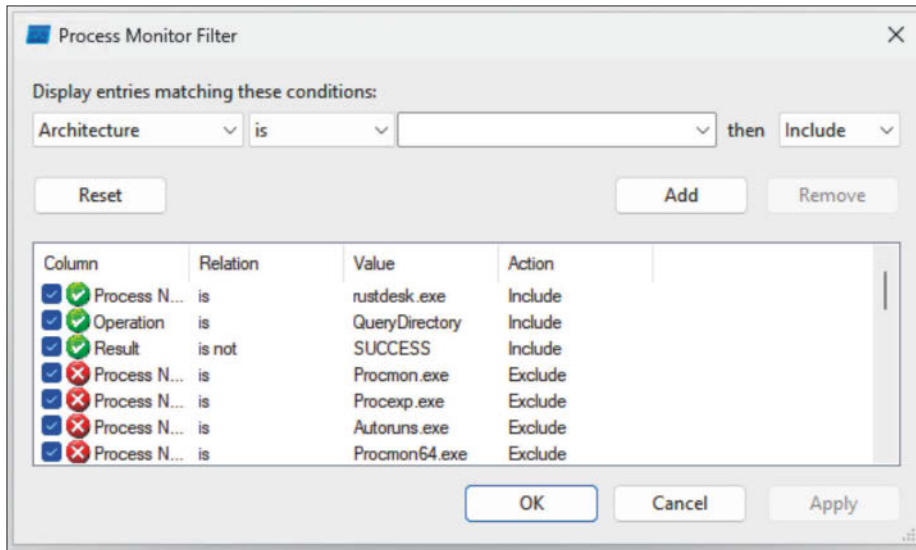 Process Monitor Filter
Display entries matching these conditions:
Architecture is then Include
Reset Add Remove
Column Relation Value Action
Process N... is rustdesk.exe Include
Operation is QueryDirectory Include
Result is not SUCCESS Include
Process N... is Procmon.exe Exclude
Process N... is Procexp.exe Exclude
Process N... is Autoruns.exe Exclude
Process N... is Procmon64.exe Exclude
OK Cancel Apply